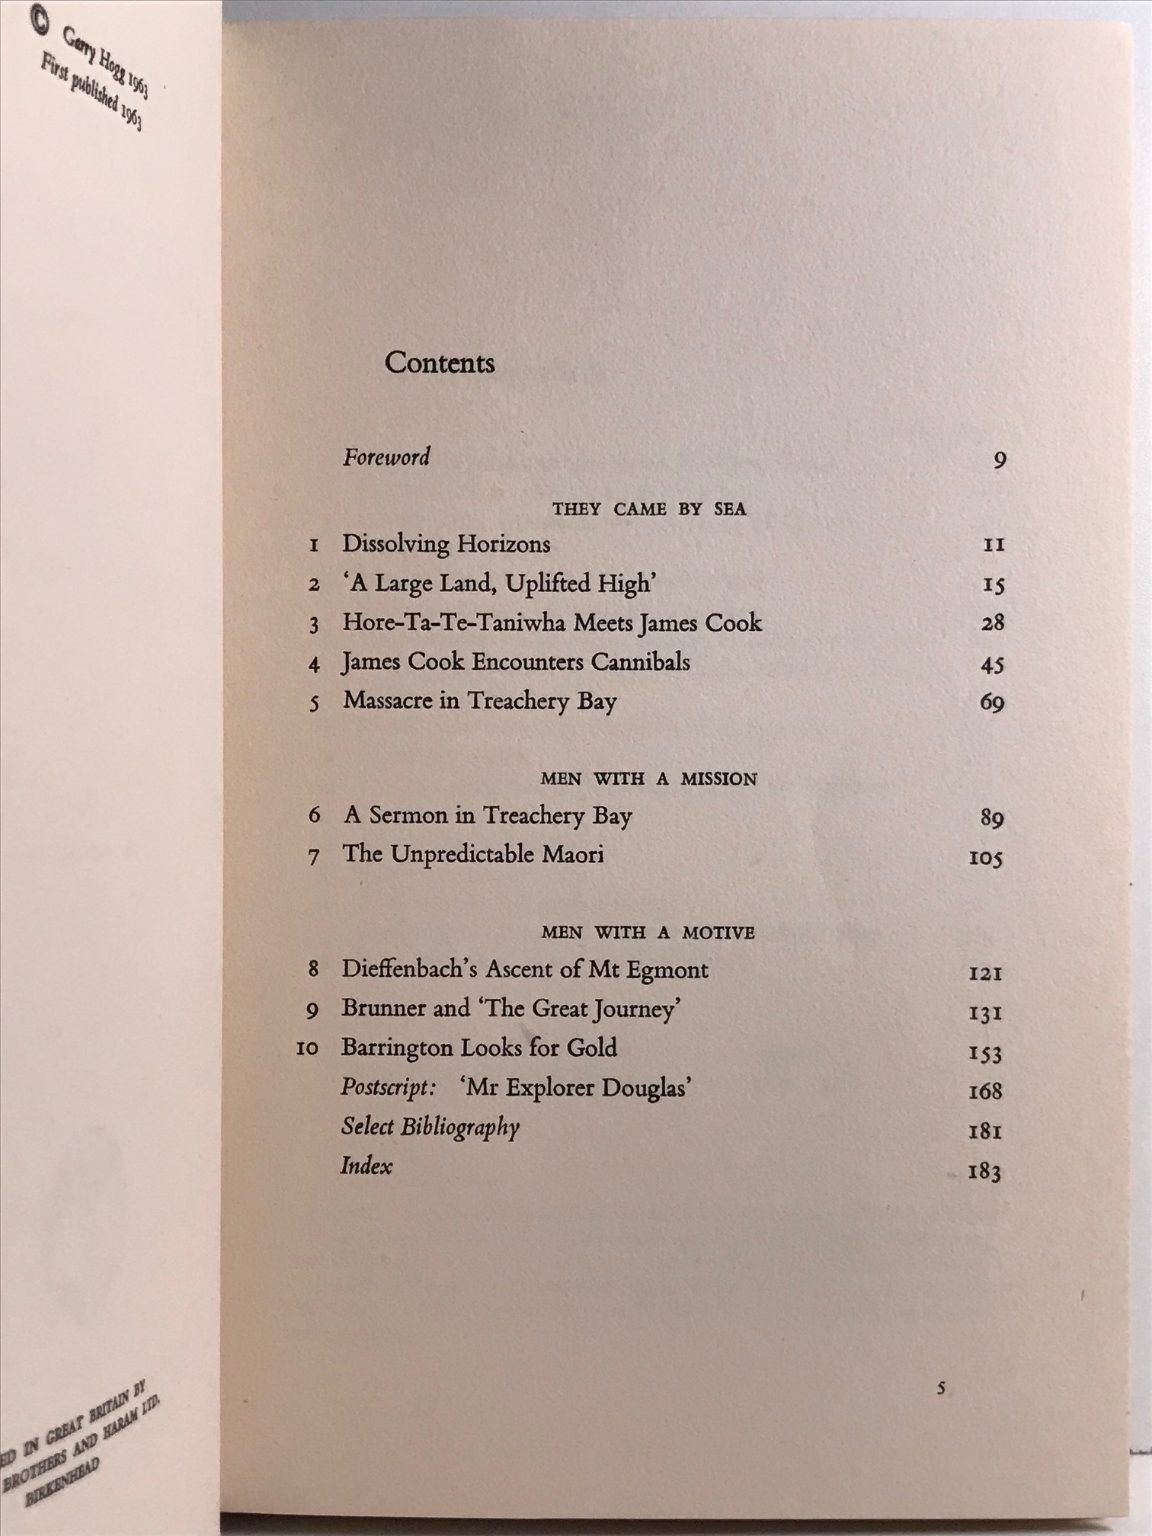 © Garry Hogg 1963
First published 1963
ED IN GREAT BRITAIN BY
BROTHERS AND HARAM LTD.
BIRKENHEAD
Contents
Foreword 9
THEY CAME BY SEA
1 Dissolving Horizons 11
2 ‘A Large Land, Uplifted High’ 15
3 Hore-Ta-Te-Taniwha Meets James Cook 28
4 James Cook Encounters Cannibals 45
5 Massacre in Treachery Bay 69
MEN WITH A MISSION
6 A Sermon in Treachery Bay 89
7 The Unpredictable Maori 105
MEN WITH A MOTIVE
8 Dieffenbach’s Ascent of Mt Egmont 121
9 Brunner and ‘The Great Journey’ 131
10 Barrington Looks for Gold 153
Postscript: ‘Mr Explorer Douglas’ 168
Select Bibliography 181
Index 183
5